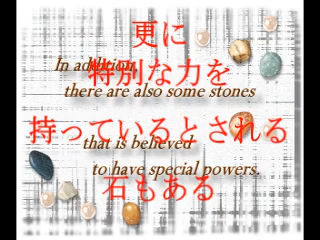 更に
In addition,
特別な力を
there are also some stones
持っているとされる
that is believed
to have special powers.
石もある